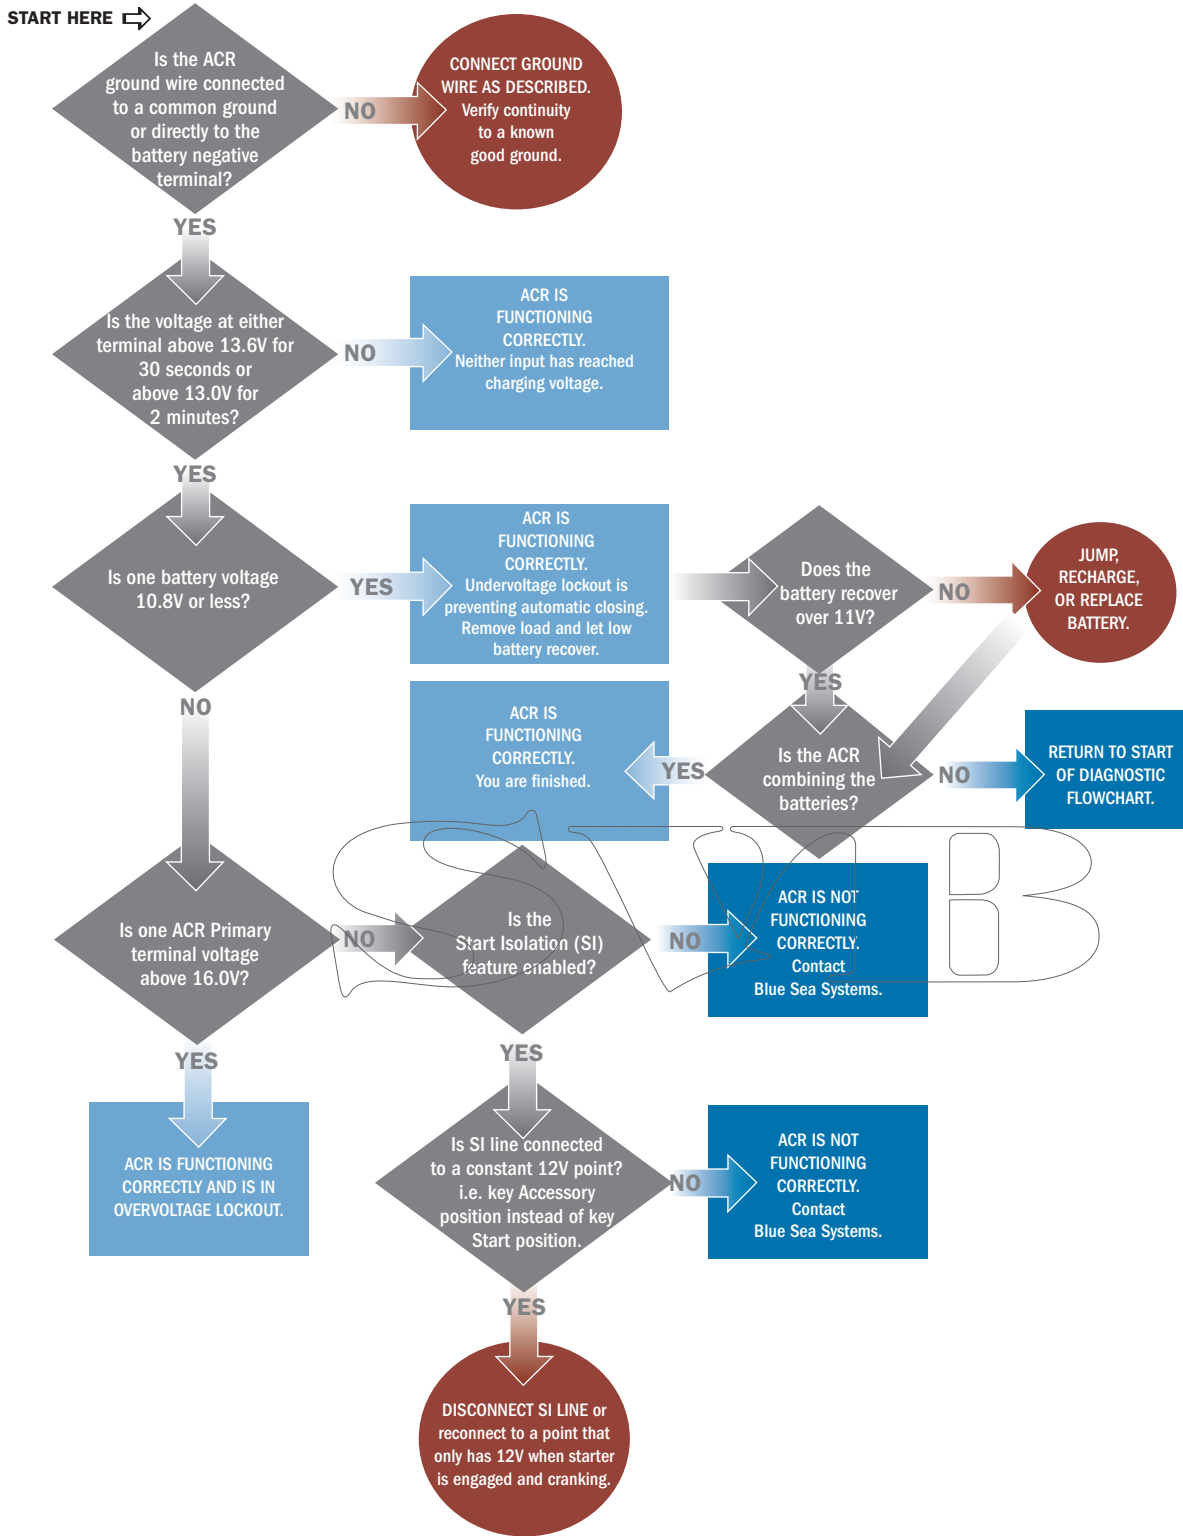 START HERE
Is the ACR
ground wire connected
to a common ground
or directly to the
battery negative
terminal?
NO
CONNECT GROUND
WIRE AS DESCRIBED.
Verify continuity
to a known
good ground.
YES
Is the voltage at either
terminal above 13.6V for
30 seconds or
above 13.0V for
2 minutes?
NO
ACR IS
FUNCTIONING
CORRECTLY.
Neither input has reached
charging voltage.
YES
Is one battery voltage
10.8V or less?
YES
ACR IS
FUNCTIONING
CORRECTLY.
Undervoltage lockout is
preventing automatic closing.
Remove load and let low
battery recover.
Does the
battery recover
over 11V?
NO
JUMP,
RECHARGE,
OR REPLACE
BATTERY.
YES
Is the ACR
combining the
batteries?
YES
ACR IS
FUNCTIONING
CORRECTLY.
You are finished.
NO
RETURN TO START
OF DIAGNOSTIC
FLOWCHART.
NO
Is one ACR Primary
terminal voltage
above 16.0V?
NO
Is the
Start Isolation (SI)
feature enabled?
NO
ACR IS NOT
FUNCTIONING
CORRECTLY.
Contact
Blue Sea Systems.
YES
ACR IS FUNCTIONING
CORRECTLY AND IS IN
OVERVOLTAGE LOCKOUT.
YES
Is SI line connected
to a constant 12V point?
i.e. key Accessory
position instead of key
Start position.
NO
ACR IS NOT
FUNCTIONING
CORRECTLY.
Contact
Blue Sea Systems.
YES
DISCONNECT SI LINE or
reconnect to a point that
only has 12V when starter
is engaged and cranking.